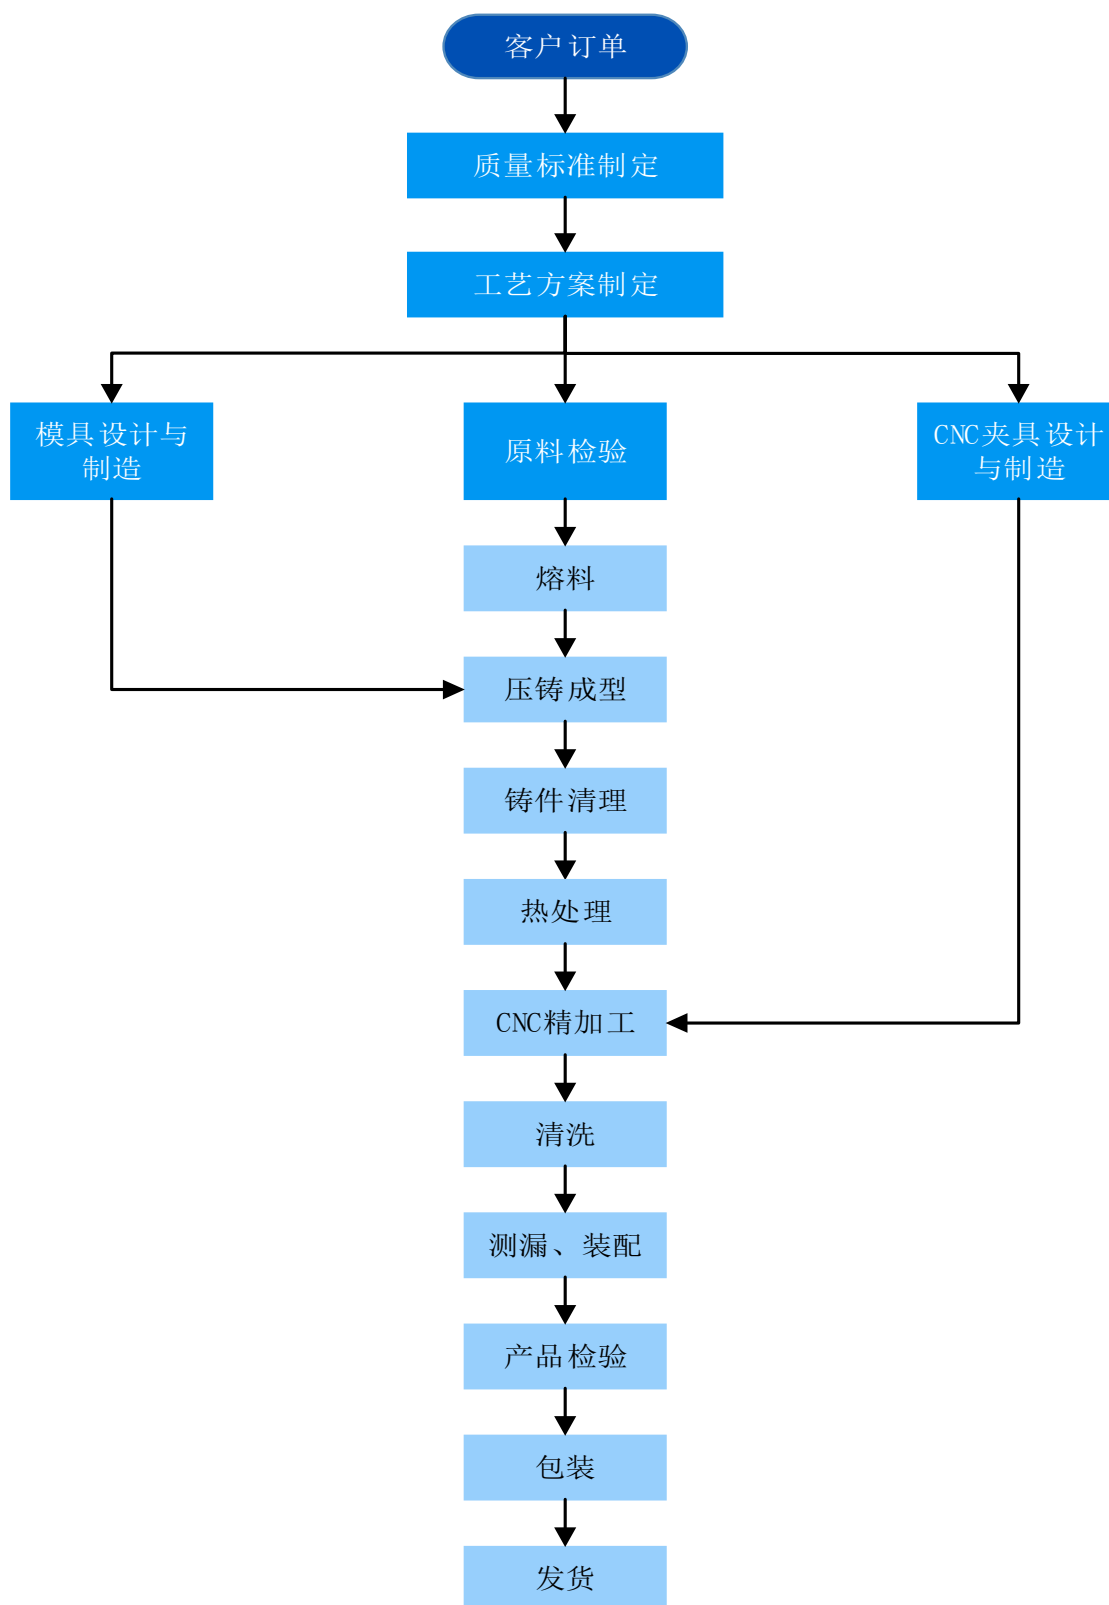 客户订单
质量标准制定
工艺方案制定
模具设计与
制造
原料检验
CNC夹具设计
与制造
熔料
压铸成型
铸件清理
热处理
CNC精加工
清洗
测漏、装配
产品检验
包装
发货